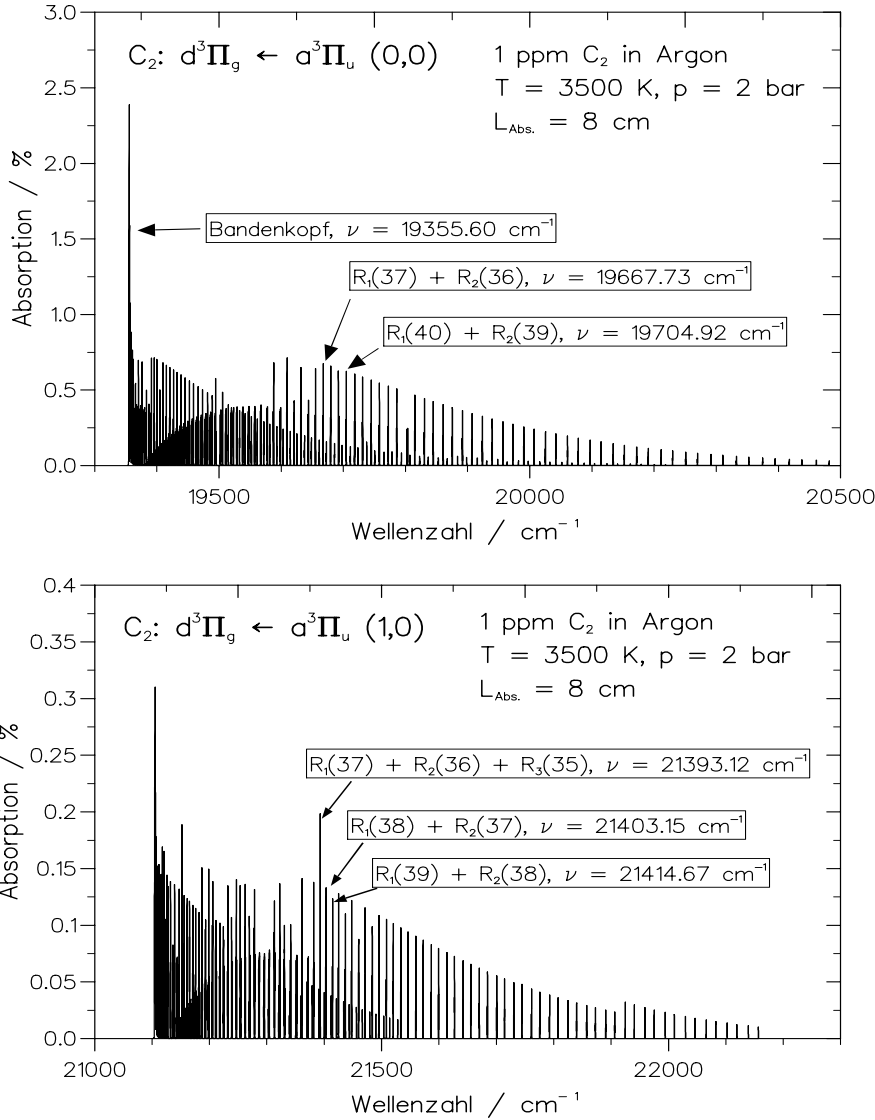 C₂: d³Πg ← a³Πu (0,0)
1 ppm C₂ in Argon
T = 3500 K, p = 2 bar
L_Abs. = 8 cm
Bandenkopf, ν = 19355.60 cm⁻¹
R₁(37) + R₂(36), ν = 19667.73 cm⁻¹
R₁(40) + R₂(39), ν = 19704.92 cm⁻¹
Absorption / %
3.0
2.5
2.0
1.5
1.0
0.5
0.0
19500 20000 20500
Wellenzahl / cm⁻¹
C₂: d³Πg ← a³Πu (1,0)
1 ppm C₂ in Argon
T = 3500 K, p = 2 bar
L_Abs. = 8 cm
R₁(37) + R₂(36) + R₃(35), ν = 21393.12 cm⁻¹
R₁(38) + R₂(37), ν = 21403.15 cm⁻¹
R₁(39) + R₂(38), ν = 21414.67 cm⁻¹
Absorption / %
0.4
0.35
0.3
0.25
0.2
0.15
0.1
0.05
0.0
21000 21500 22000
Wellenzahl / cm⁻¹